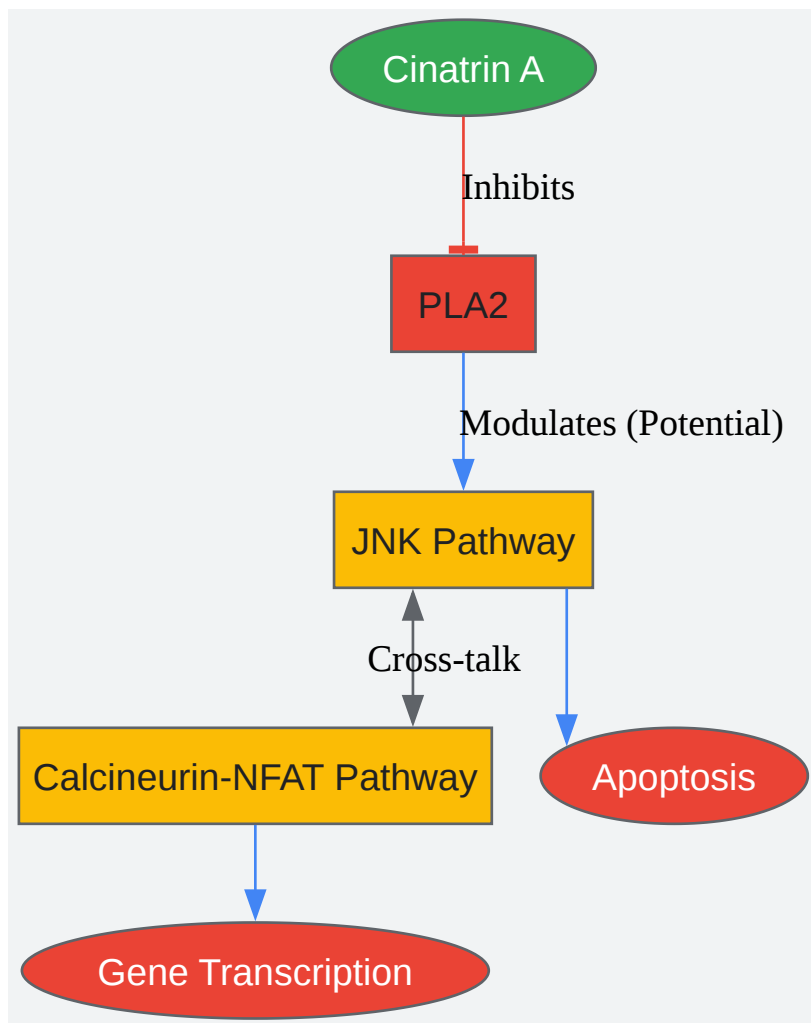 Cinatrin A
Inhibits
PLA2
Modulates (Potential)
JNK Pathway
Cross-talk
Calcineurin-NFAT Pathway
Apoptosis
Gene Transcription